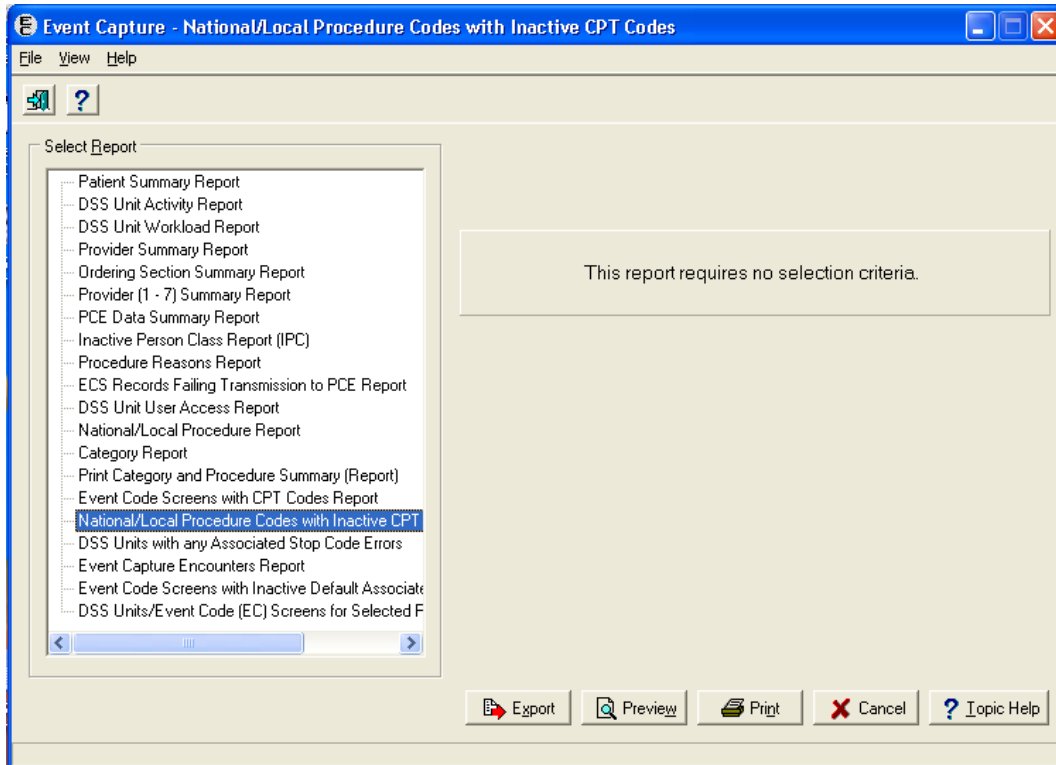 Event Capture - National/Local Procedure Codes with Inactive CPT Codes
File View Help
?
Select Report
Patient Summary Report
DSS Unit Activity Report
DSS Unit Workload Report
Provider Summary Report
Ordering Section Summary Report
Provider (1 - 7) Summary Report
PCE Data Summary Report
Inactive Person Class Report (IPC)
Procedure Reasons Report
ECS Records Failing Transmission to PCE Report
DSS Unit User Access Report
National/Local Procedure Report
Category Report
Print Category and Procedure Summary (Report)
Event Code Screens with CPT Codes Report
National/Local Procedure Codes with Inactive CPT
DSS Units with any Associated Stop Code Errors
Event Capture Encounters Report
Event Code Screens with Inactive Default Associate
DSS Units/Event Code (EC) Screens for Selected F
This report requires no selection criteria.
Export Preview Print Cancel ? Topic Help